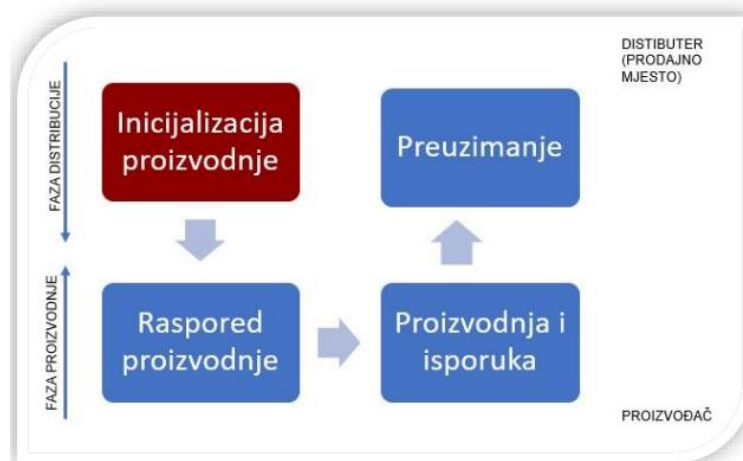 DISTIBUTER
(PRODAJNO
MJESTO)
FAZA DISTRIBUCIJE
Inicijalizacija
proizvodnje
Preuzimanje
FAZA PROIZVODNJE
Raspored
proizvodnje
Proizvodnja i
isporuka
PROIZVOĐAČ